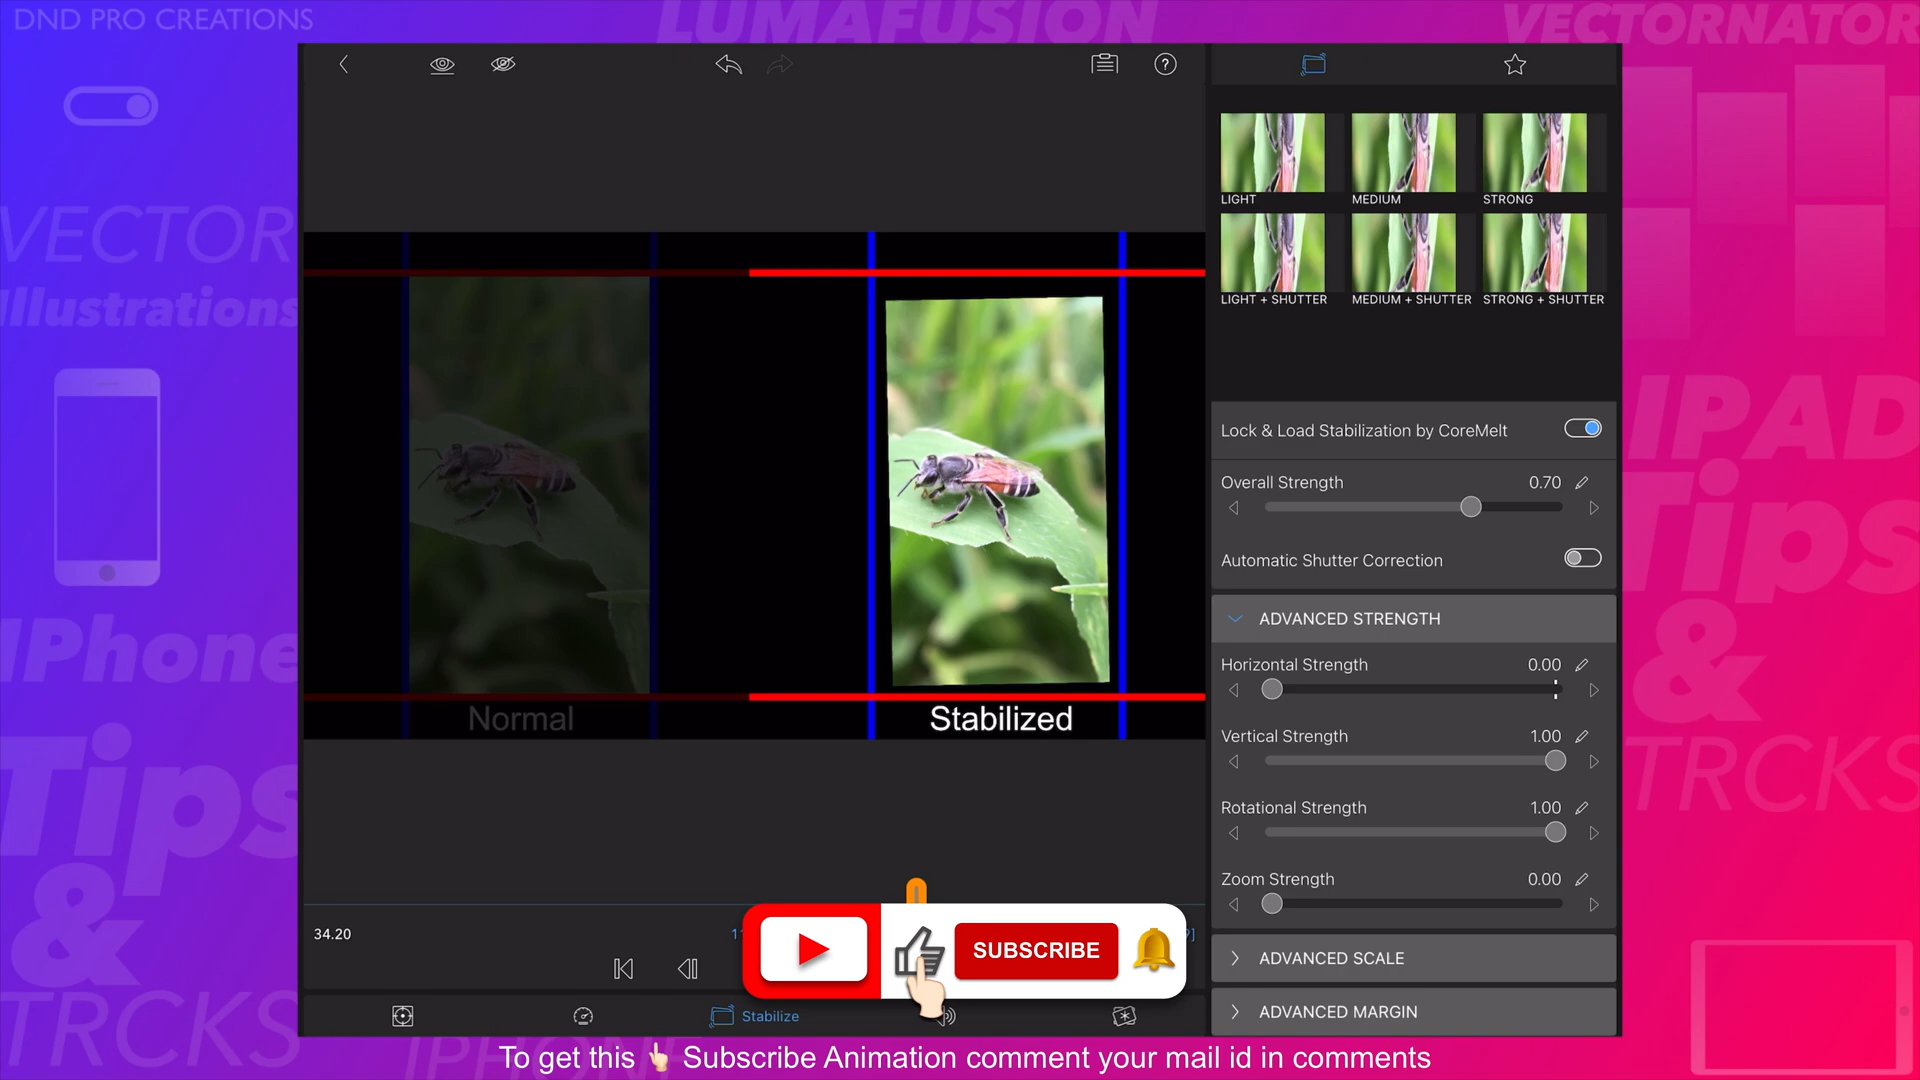 DND PRO CREATIONS
LUMAFUSION
VECTORNATOR
LIGHT
MEDIUM
STRONG
LIGHT + SHUTTER
MEDIUM + SHUTTER
STRONG + SHUTTER
VECTOR
Illustrations
IPhone
Tips
&
TRCKS
IPAD
Tips
&
TRCKS
Normal
Stabilized
Lock & Load Stabilization by CoreMelt
Overall Strength 0.70
Automatic Shutter Correction
ADVANCED STRENGTH
Horizontal Strength 0.00
Vertical Strength 1.00
Rotational Strength 1.00
Zoom Strength 0.00
ADVANCED SCALE
ADVANCED MARGIN
34.20
SUBSCRIBE
Stabilize
IPHONE
To get this Subscribe Animation comment your mail id in comments